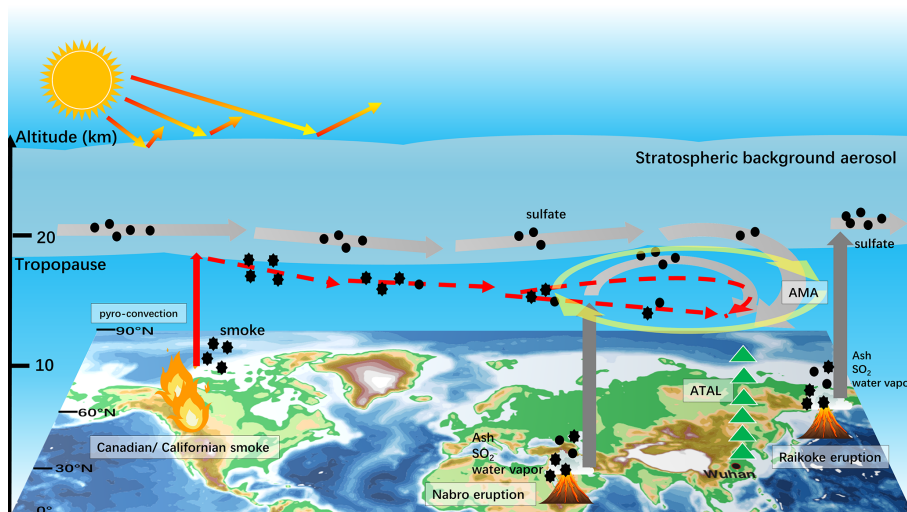 Altitude (km)
Stratospheric background aerosol
sulfate
20
sulfate
Tropopause
AMA
pyro-convection
90°N
smoke
10
Ash
SO2
water vapo
ATAL
60°N
Canadian/ Californian smoke
Ash
SO2
water vapor
Raikoke eruption
30°N
Wuhan
Nabro eruption
0°